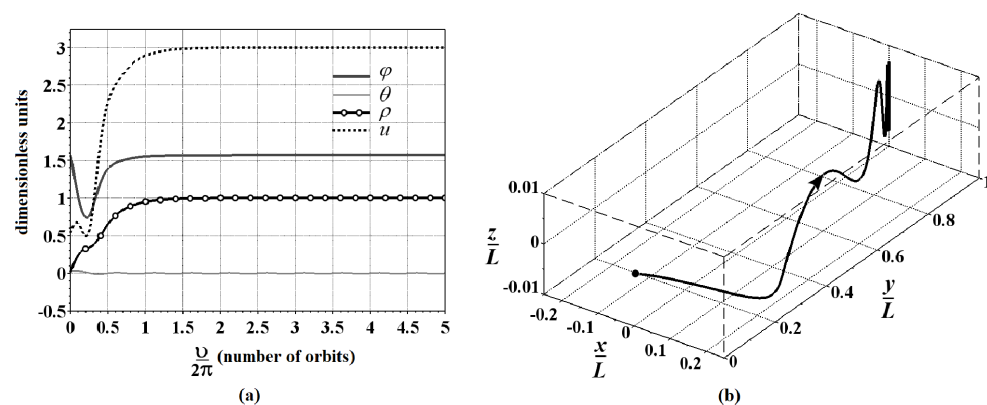 3
2.5
2
1.5
1
0.5
0
-0.5
dimensionless units
φ
θ
ρ
u
0 0.5 1.0 1.5 2 2.5 3 3.5 4 4.5 5
υ/2π (number of orbits)
(a)
0.01
0
-0.01
z/L
-0.2 -0.1 0 0.1 0.2
x/L
0 0.2 0.4 0.6 0.8 1
y/L
(b)